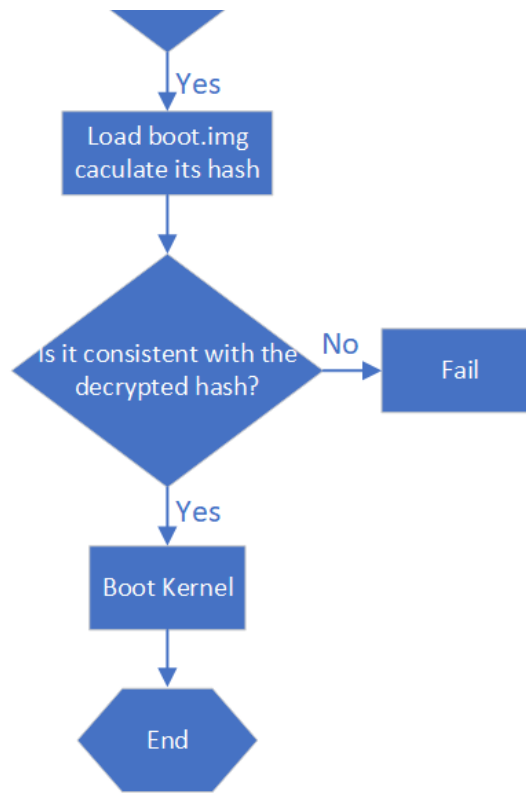 Yes
Load boot.img
caculate its hash
Is it consistent with the
decrypted hash?
No
Fail
Yes
Boot Kernel
End